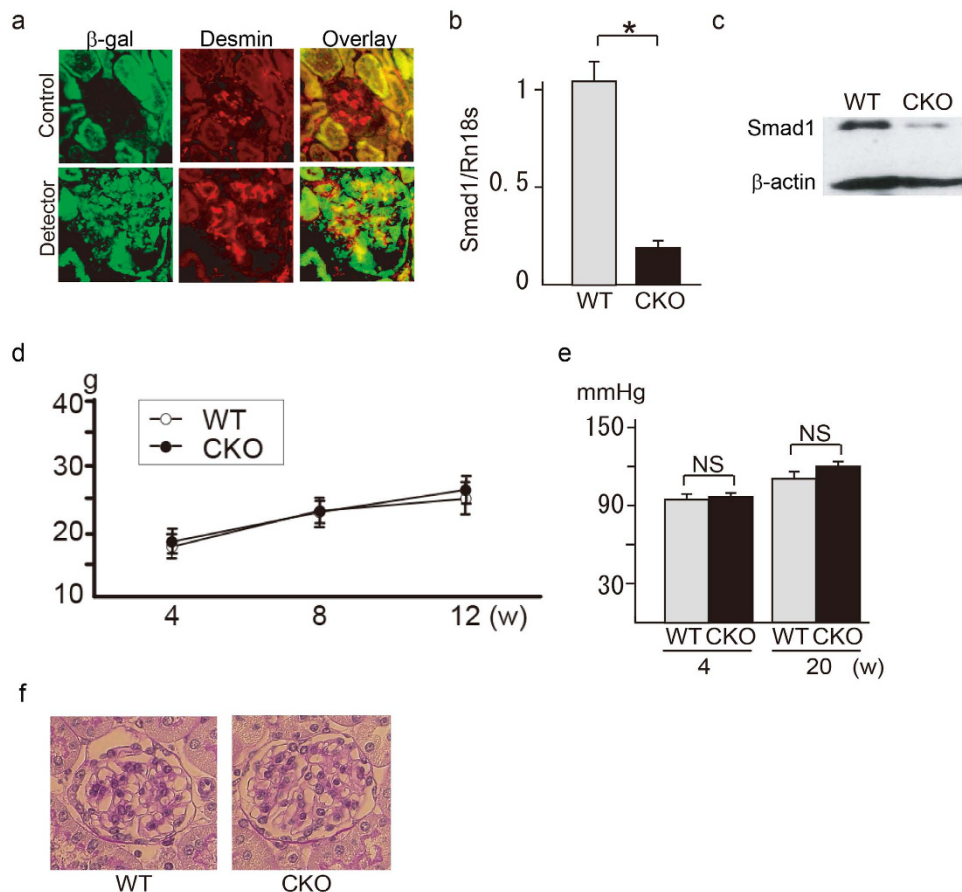 a
β-gal Desmin Overlay
Control
Detector
b
Smad1/Rn18s
1
0.5
0
*
WT CKO
c
WT CKO
Smad1
β-actin
d
g
40
30
20
10
WT
CKO
4 8 12 (w)
e
mmHg
150
90
30
NS NS
WT CKO WT CKO
4 20 (w)
f
WT CKO